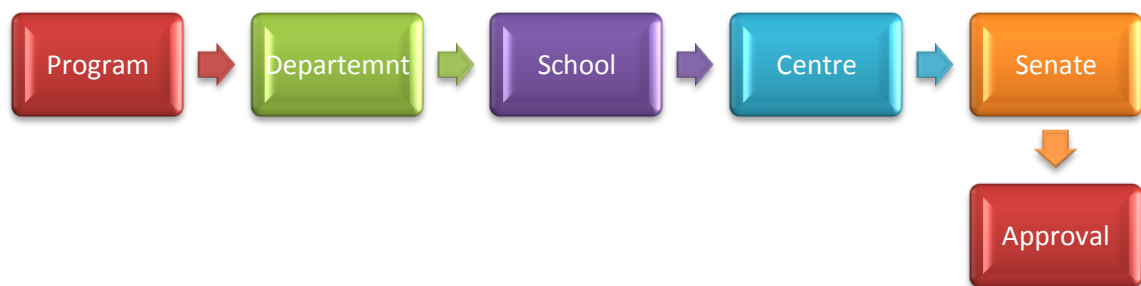 Program
Departemnt
School
Centre
Senate
Approval